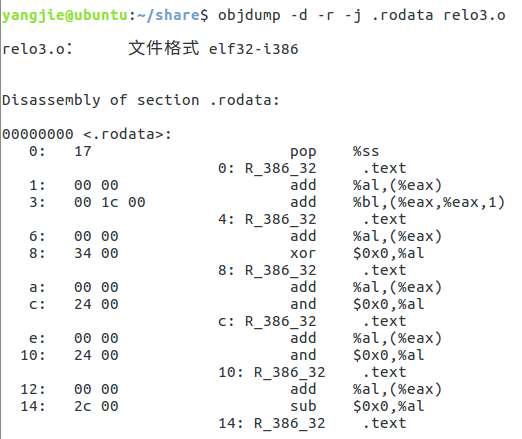 yangjie@ubuntu:~/share$ objdump -d -r -j .rodata relo3.o
relo3.o：     文件格式 elf32-i386
Disassembly of section .rodata:
00000000 <.rodata>:
   0:   17                      pop    %ss
                        0: R_386_32     .text
   1:   00 00                   add    %al,(%eax)
   3:   00 1c 00                add    %bl,(%eax,%eax,1)
                        4: R_386_32     .text
   6:   00 00                   add    %al,(%eax)
   8:   34 00                   xor    $0x0,%al
                        8: R_386_32     .text
   a:   00 00                   add    %al,(%eax)
   c:   24 00                   and    $0x0,%al
                        c: R_386_32     .text
   e:   00 00                   add    %al,(%eax)
  10:   24 00                   and    $0x0,%al
                        10: R_386_32    .text
  12:   00 00                   add    %al,(%eax)
  14:   2c 00                   sub    $0x0,%al
                        14: R_386_32    .text